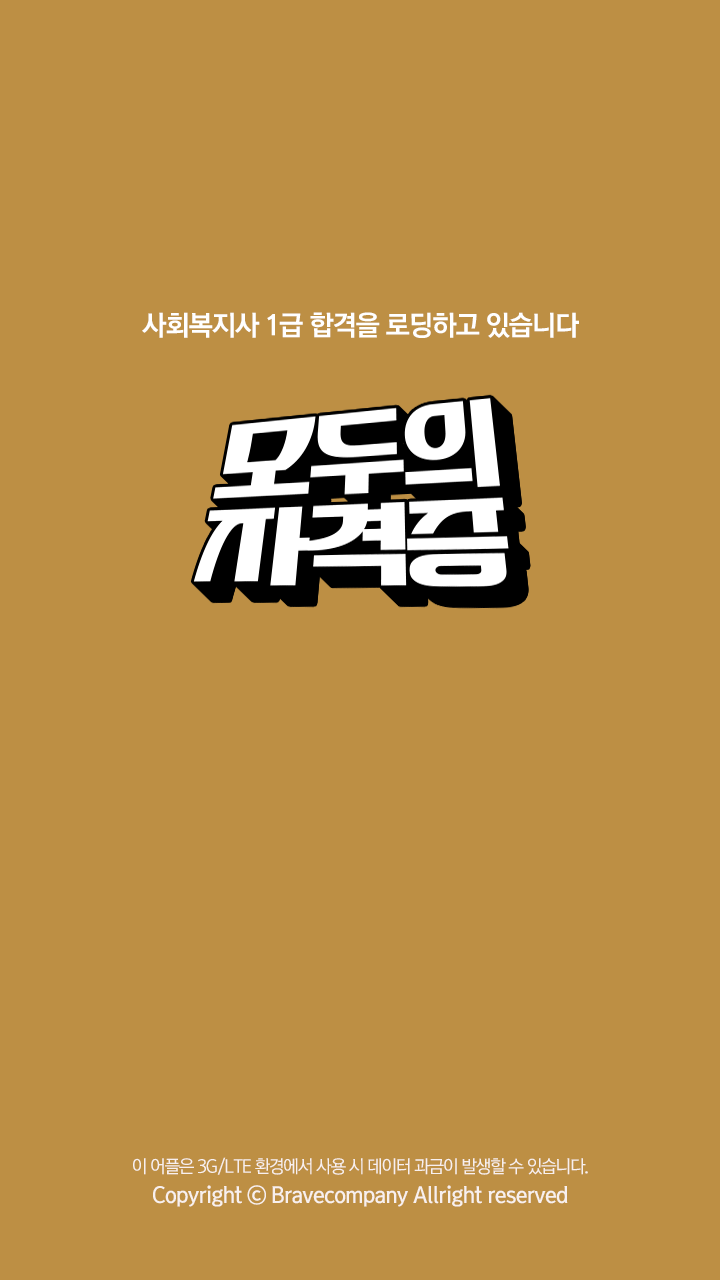 사회복지사 1급 합격을 로딩하고 있습니다
모두의
자격증
이 어플은 3G/LTE 환경에서 사용 시 데이터 과금이 발생할 수 있습니다.
Copyright ⓒ Bravecompany Allright reserved